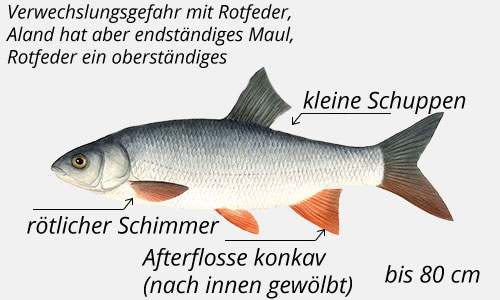 Verwechslungsgefahr mit Rotfeder,
Aland hat aber endständiges Maul,
Rotfeder ein oberständiges
kleine Schuppen
rötlicher Schimmer
Afterflosse konkav
(nach innen gewölbt)
bis 80 cm